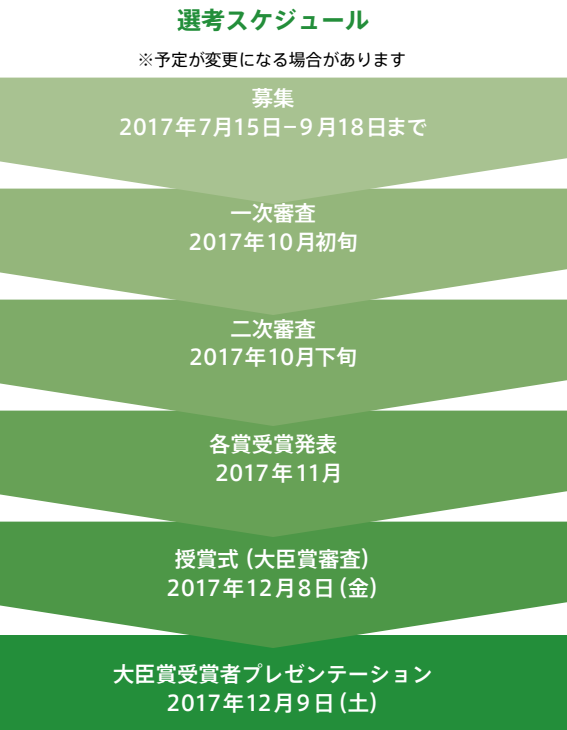 選考スケジュール
※予定が変更になる場合があります
募集
2017年7月15日−9月18日まで
一次審査
2017年10月初旬
二次審査
2017年10月下旬
各賞受賞発表
2017年11月
授賞式（大臣賞審査）
2017年12月8日（金）
大臣賞受賞者プレゼンテーション
2017年12月9日（土）